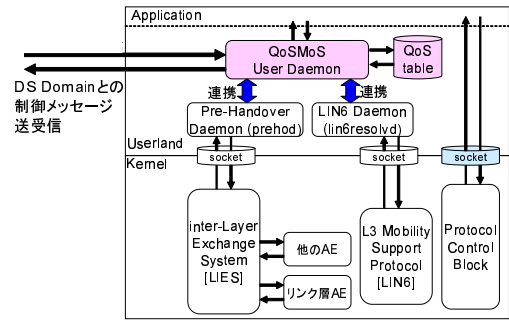 Application
QoSMoS
User Daemon
QoS
table
DS Domainとの
制御メッセージ
送受信
連携
連携
Pre-Handover
Daemon (prehod)
LIN6 Daemon
(lin6resolvd)
Userland
Kernel
socket
socket
socket
inter-Layer
Exchange
System
[LIES]
他のAE
リンク層AE
L3 Mobility
Support
Protocol
[LIN6]
Protocol
Control
Block